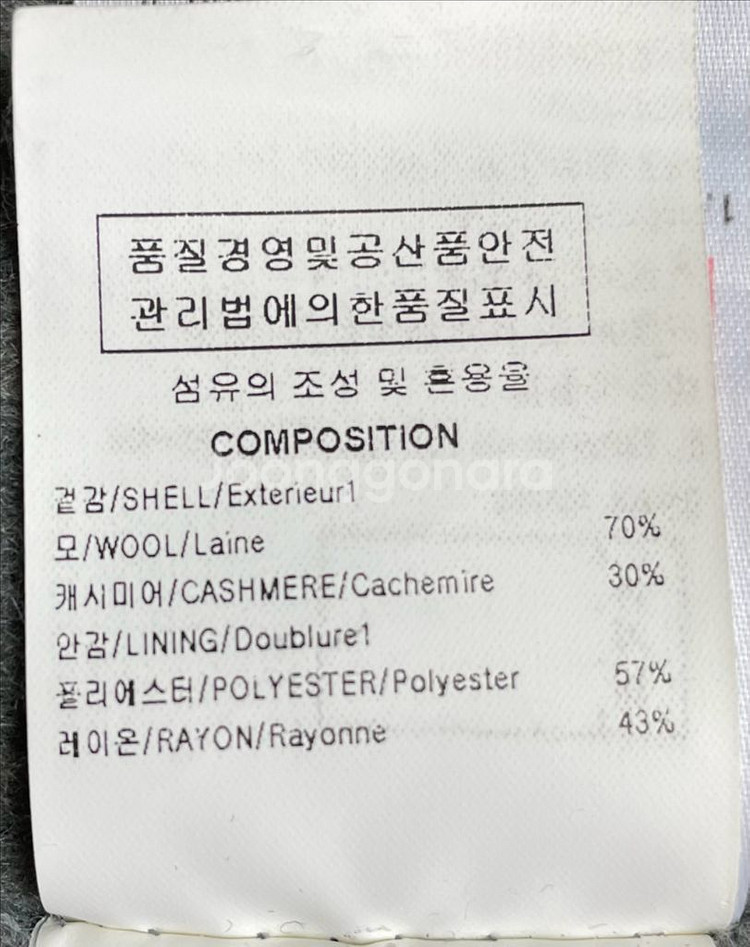 품질경영및공산품안전
관리법에의한품질표시
섬유의 조성 및 혼용율
COMPOSITION
joonggonara
겉감/SHELL/Exterieur1
모/WOOL/Laine 70%
캐시미어/CASHMERE/Cachemire 30%
안감/LINING/Doublure1
폴리에스터/POLYESTER/Polyester 57%
레이온/RAYON/Rayonne 43%